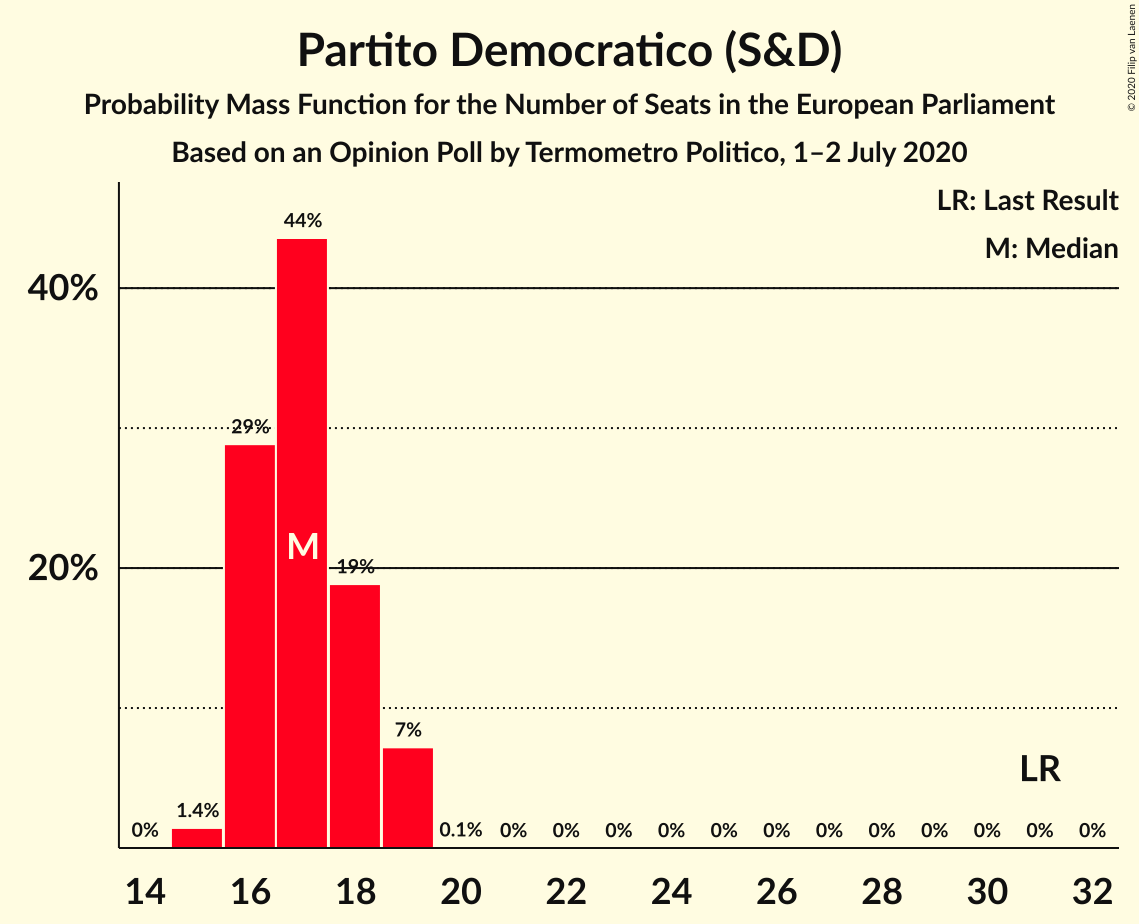 Partito Democratico (S&D)
Probability Mass Function for the Number of Seats in the European Parliament
Based on an Opinion Poll by Termometro Politico, 1–2 July 2020
© 2020 Filip van Laenen
LR: Last Result
M: Median
44%
40%
29%
M
20%
19%
7%
LR
1.4%
0% 0.1% 0% 0% 0% 0% 0% 0% 0% 0% 0% 0% 0% 0%
14 16 18 20 22 24 26 28 30 32